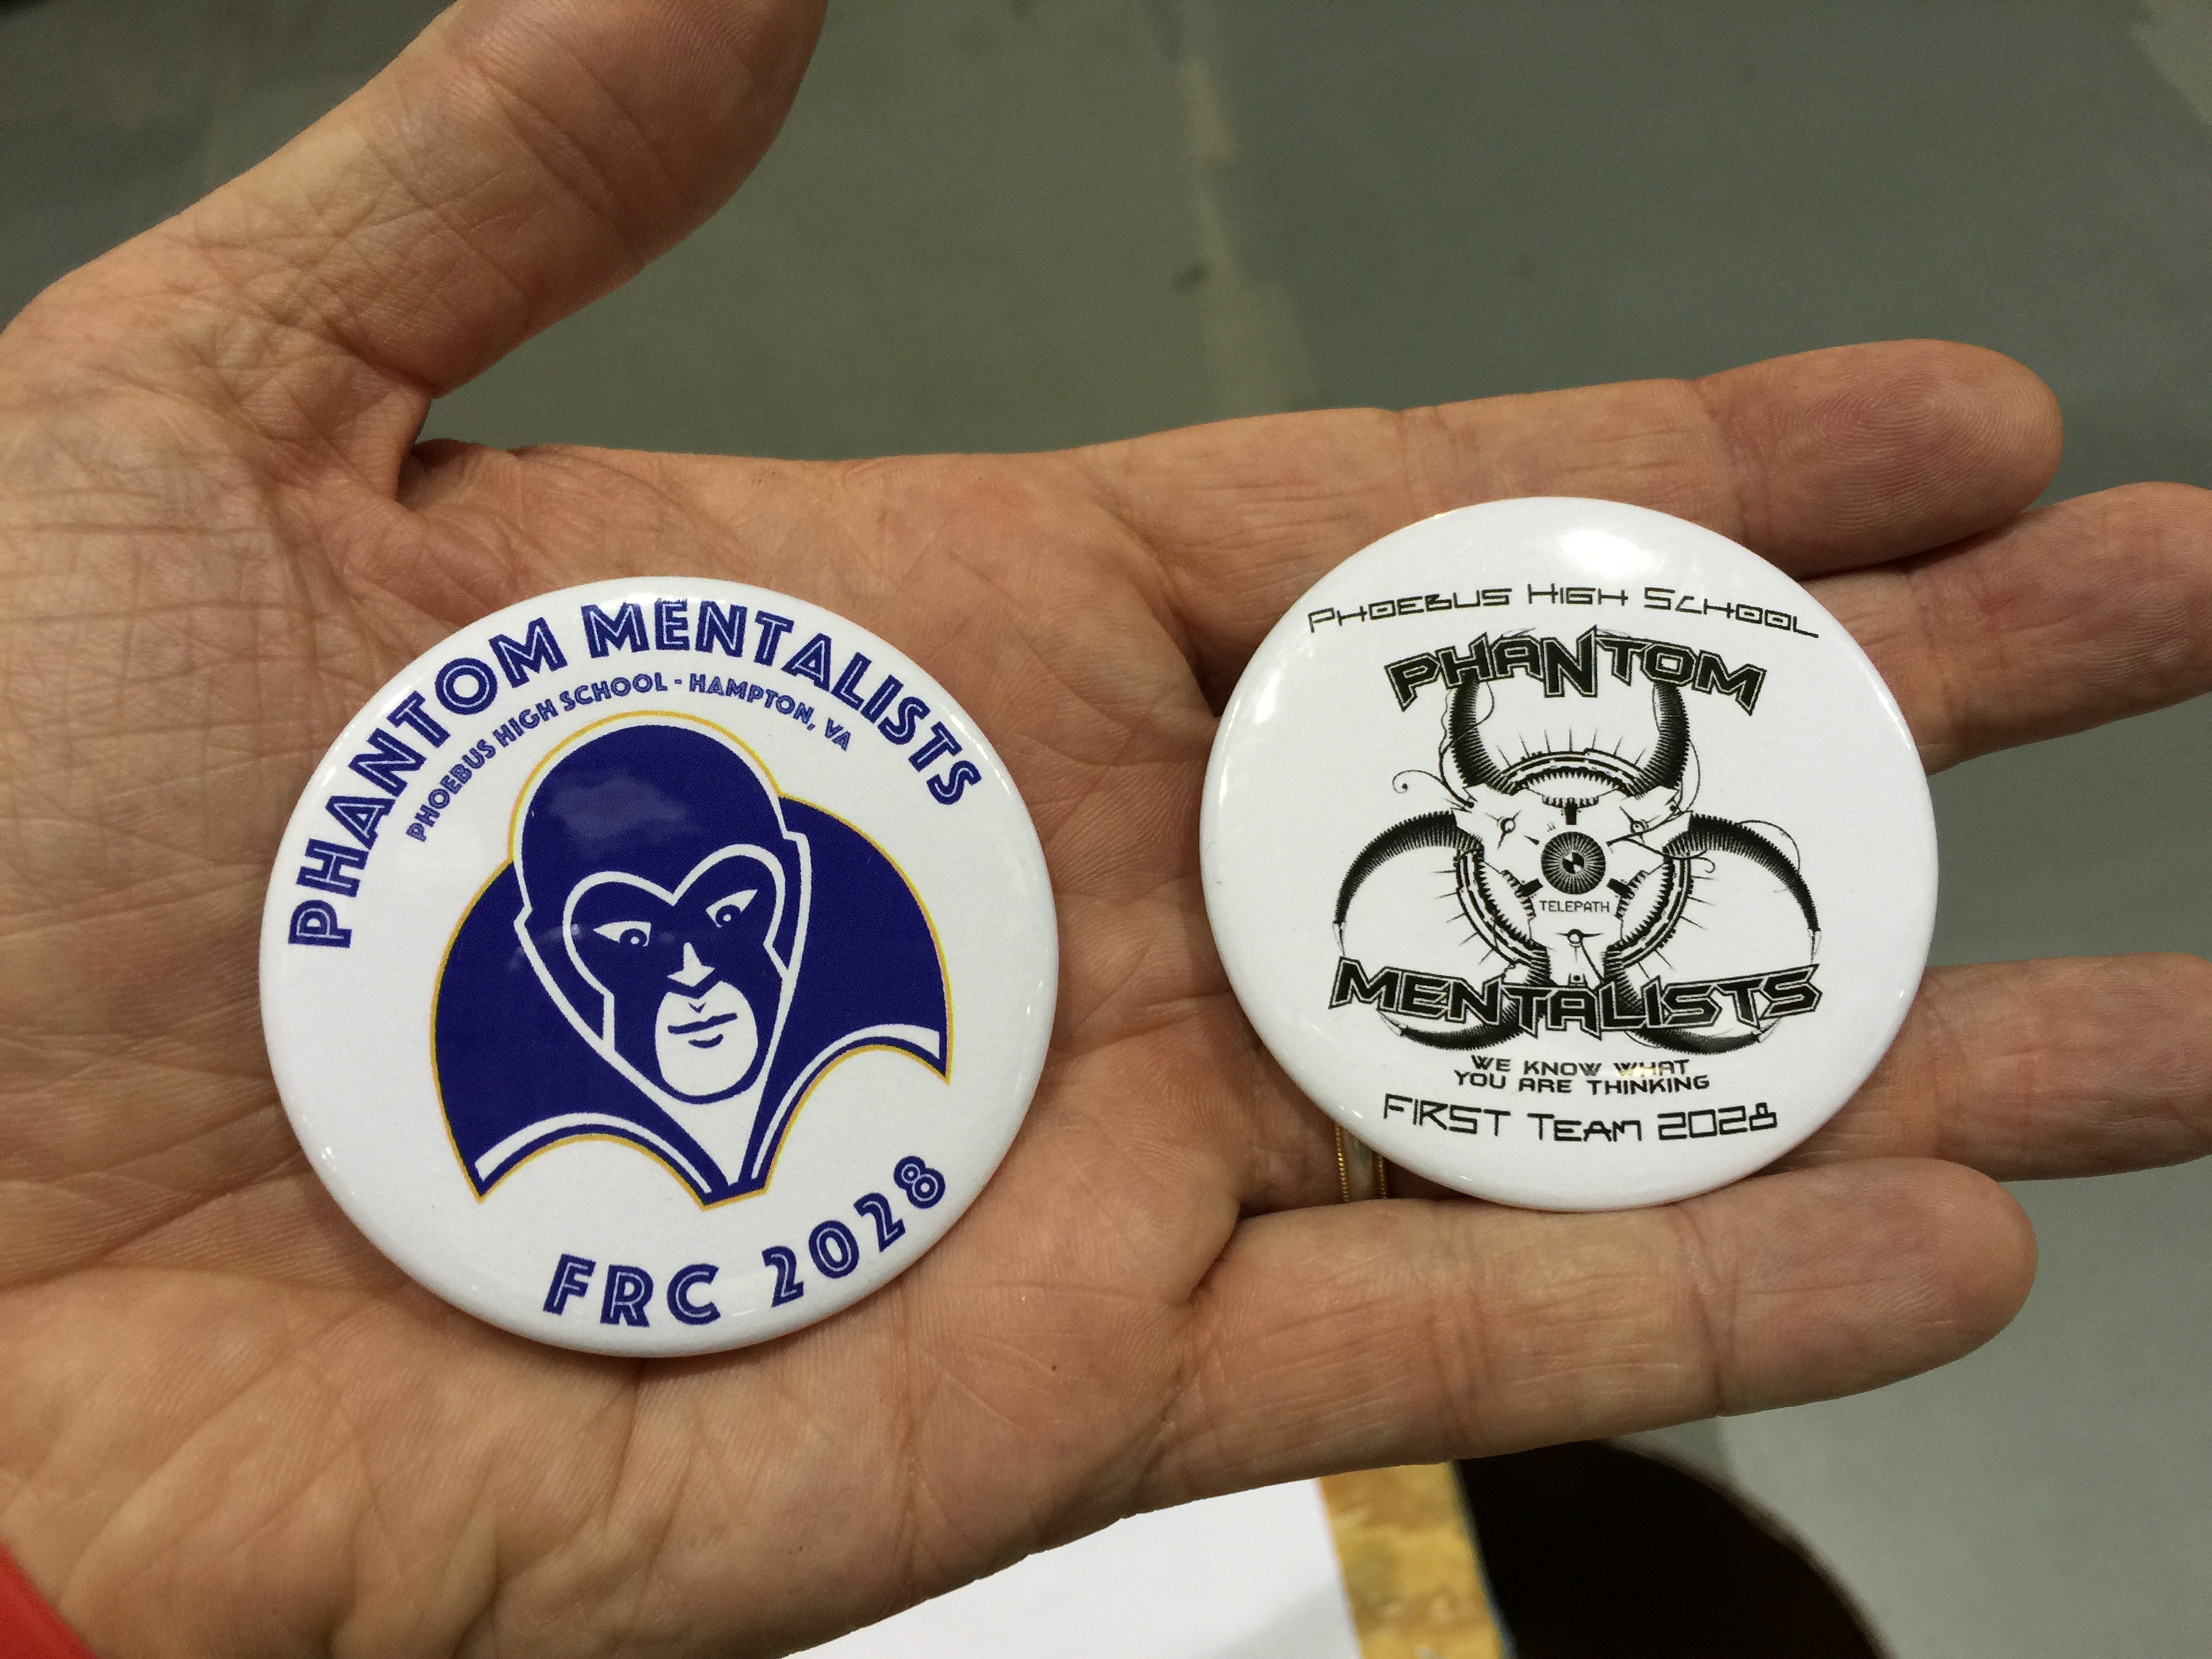 PHANTOM MENTALISTS
PHOEBUS HIGH SCHOOL - HAMPTON, VA
FRC 2028
PHOEBUS HIGH SCHOOL
PHANTOM
TELEPATH
MENTALISTS
WE KNOW WHAT
YOU ARE THINKING
FIRST TEAM 2028